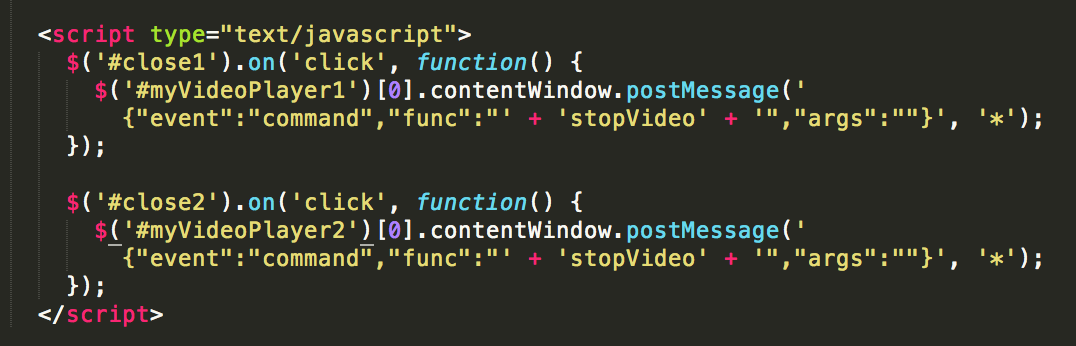 <script type="text/javascript">
$('#close1').on('click', function() {
$('#myVideoPlayer1')[0].contentWindow.postMessage('
{"event":"command","func":"' + 'stopVideo' + '","args":""}', '*');
});
$('#close2').on('click', function() {
$('#myVideoPlayer2')[0].contentWindow.postMessage('
{"event":"command","func":"' + 'stopVideo' + '","args":""}', '*');
});
</script>